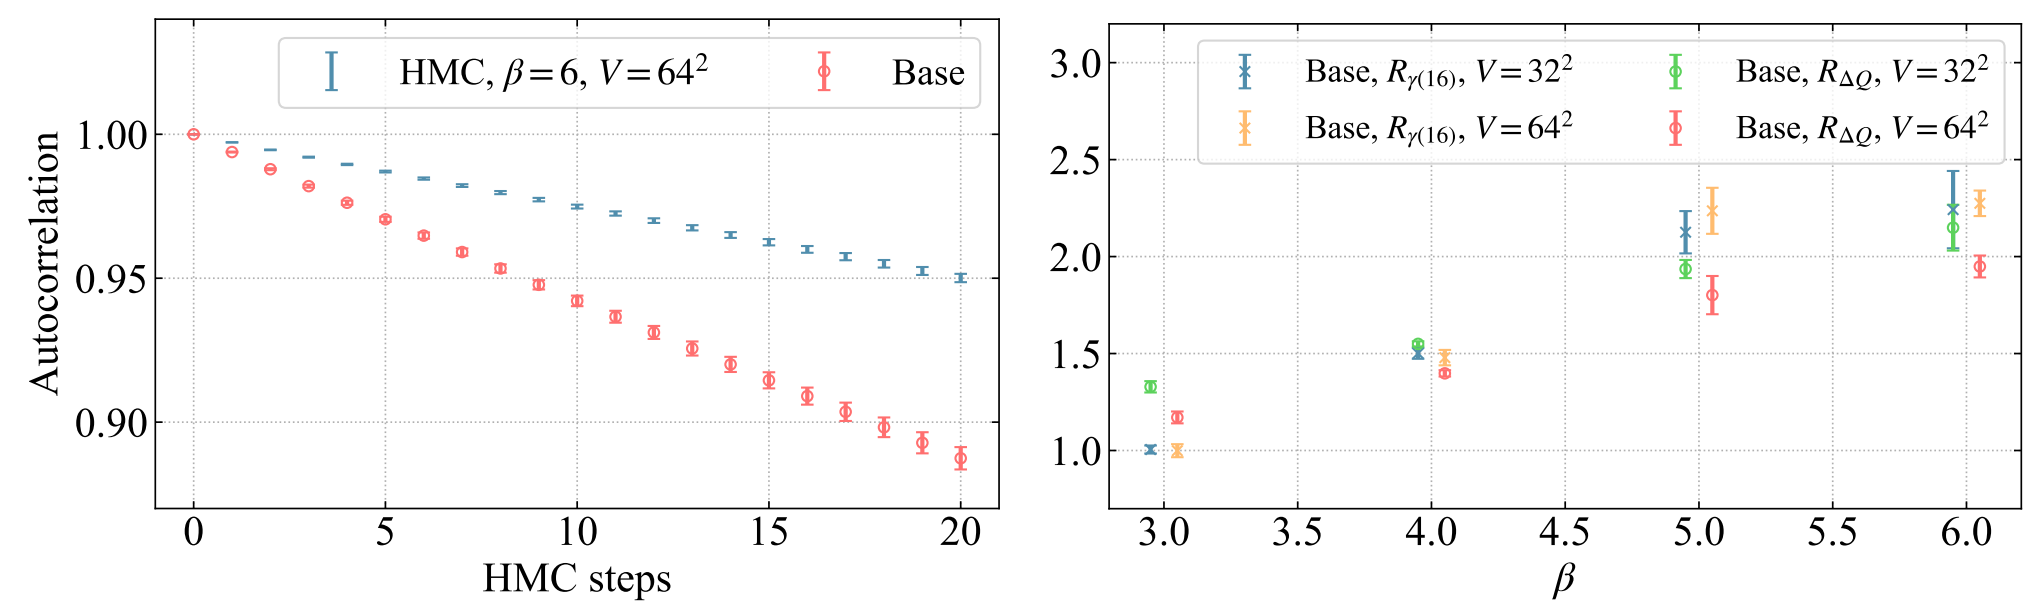 HMC, β = 6, V = 64²
Base
Autocorrelation
1.00
0.95
0.90
0
5
10
15
20
HMC steps
Base, R_γ(16), V = 32²
Base, R_ΔQ, V = 32²
Base, R_γ(16), V = 64²
Base, R_ΔQ, V = 64²
3.0
2.5
2.0
1.5
1.0
3.0
3.5
4.0
4.5
5.0
5.5
6.0
β